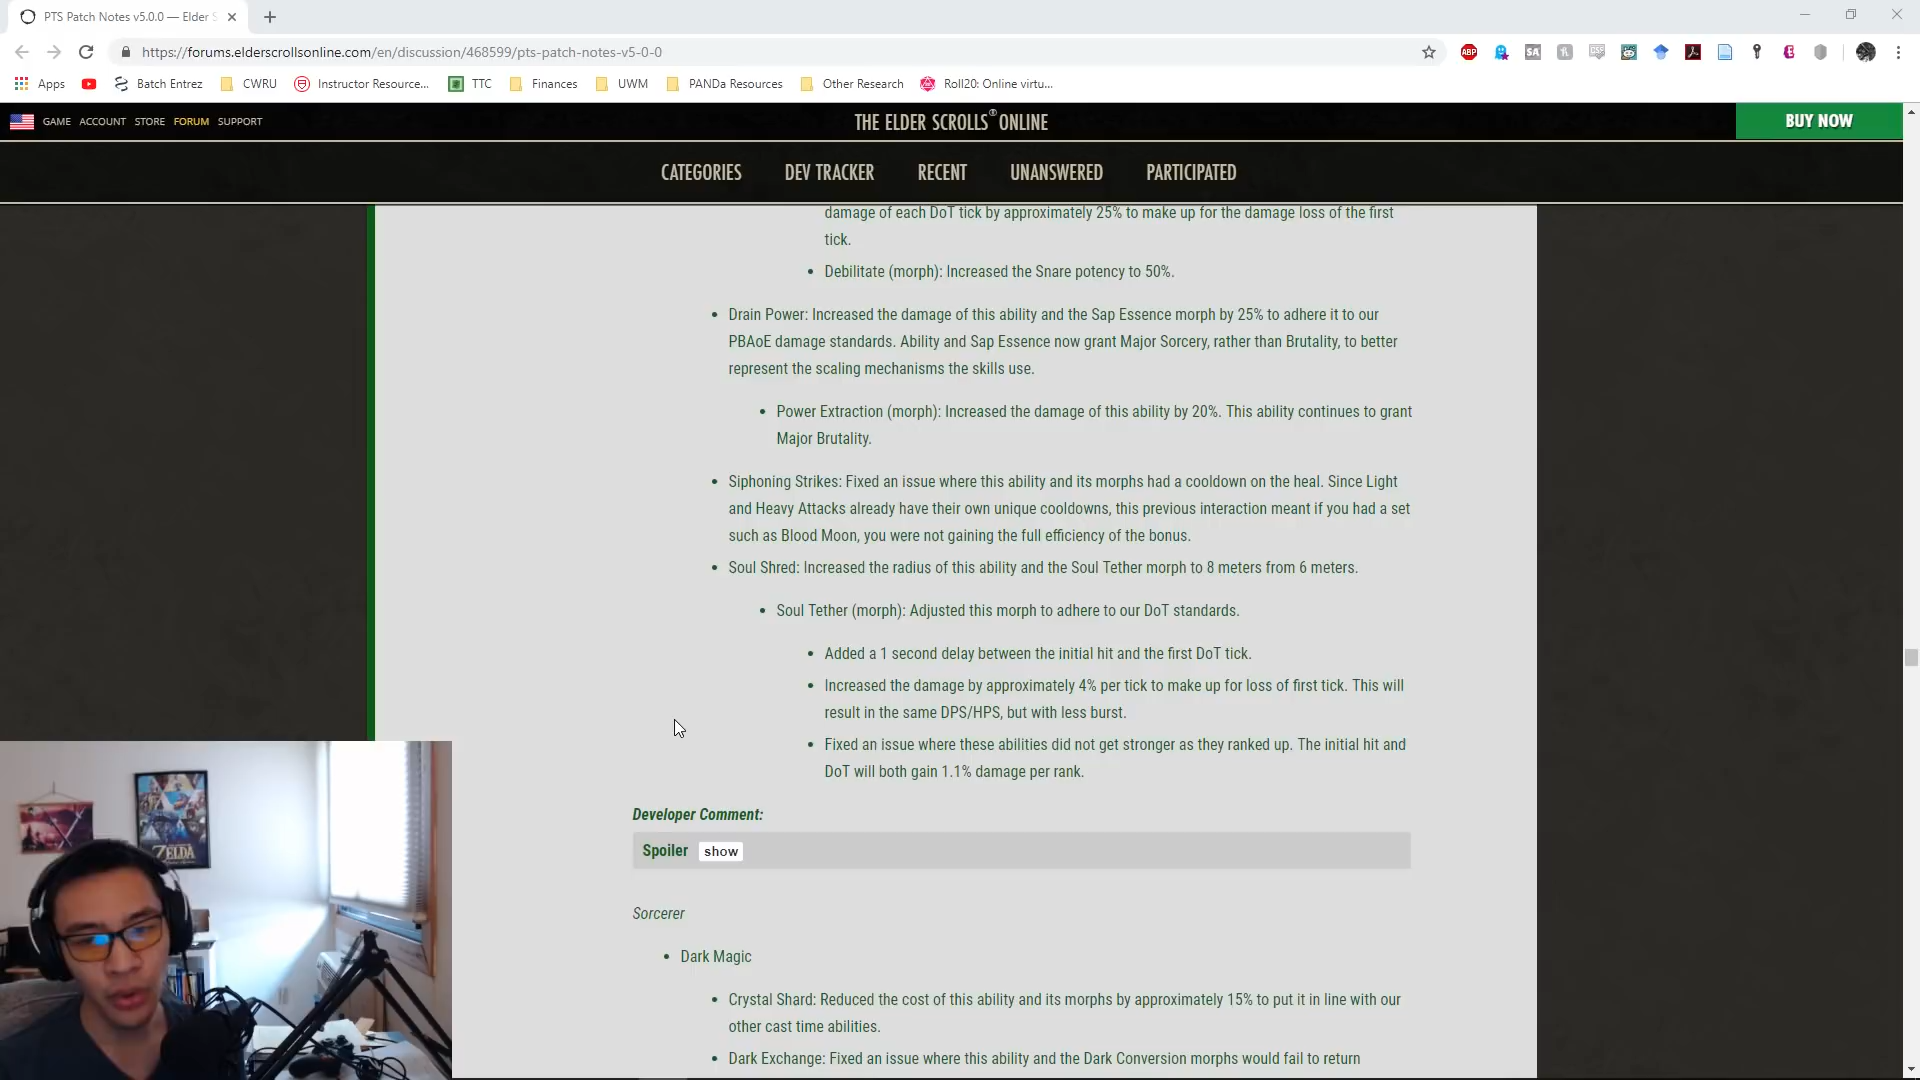 PTS Patch Notes v5.0.0 — Elder S
https://forums.elderscrollsonline.com/en/discussion/468599/pts-patch-notes-v5-0-0
Apps Batch Entrez CWRU Instructor Resource... TTC Finances UWM PANDa Resources Other Research Roll20: Online virtu...
GAME ACCOUNT STORE FORUM SUPPORT THE ELDER SCROLLS® ONLINE BUY NOW
CATEGORIES DEV TRACKER RECENT UNANSWERED PARTICIPATED
damage of each DoT tick by approximately 25% to make up for the damage loss of the first
tick.
• Debilitate (morph): Increased the Snare potency to 50%.
• Drain Power: Increased the damage of this ability and the Sap Essence morph by 25% to adhere it to our
PBAoE damage standards. Ability and Sap Essence now grant Major Sorcery, rather than Brutality, to better
represent the scaling mechanisms the skills use.
• Power Extraction (morph): Increased the damage of this ability by 20%. This ability continues to grant
Major Brutality.
• Siphoning Strikes: Fixed an issue where this ability and its morphs had a cooldown on the heal. Since Light
and Heavy Attacks already have their own unique cooldowns, this previous interaction meant if you had a set
such as Blood Moon, you were not gaining the full efficiency of the bonus.
• Soul Shred: Increased the radius of this ability and the Soul Tether morph to 8 meters from 6 meters.
• Soul Tether (morph): Adjusted this morph to adhere to our DoT standards.
• Added a 1 second delay between the initial hit and the first DoT tick.
• Increased the damage by approximately 4% per tick to make up for loss of first tick. This will
result in the same DPS/HPS, but with less burst.
• Fixed an issue where these abilities did not get stronger as they ranked up. The initial hit and
DoT will both gain 1.1% damage per rank.
Developer Comment:
Spoiler show
Sorcerer
• Dark Magic
• Crystal Shard: Reduced the cost of this ability and its morphs by approximately 15% to put it in line with our
other cast time abilities.
• Dark Exchange: Fixed an issue where this ability and the Dark Conversion morphs would fail to return
ZELDA